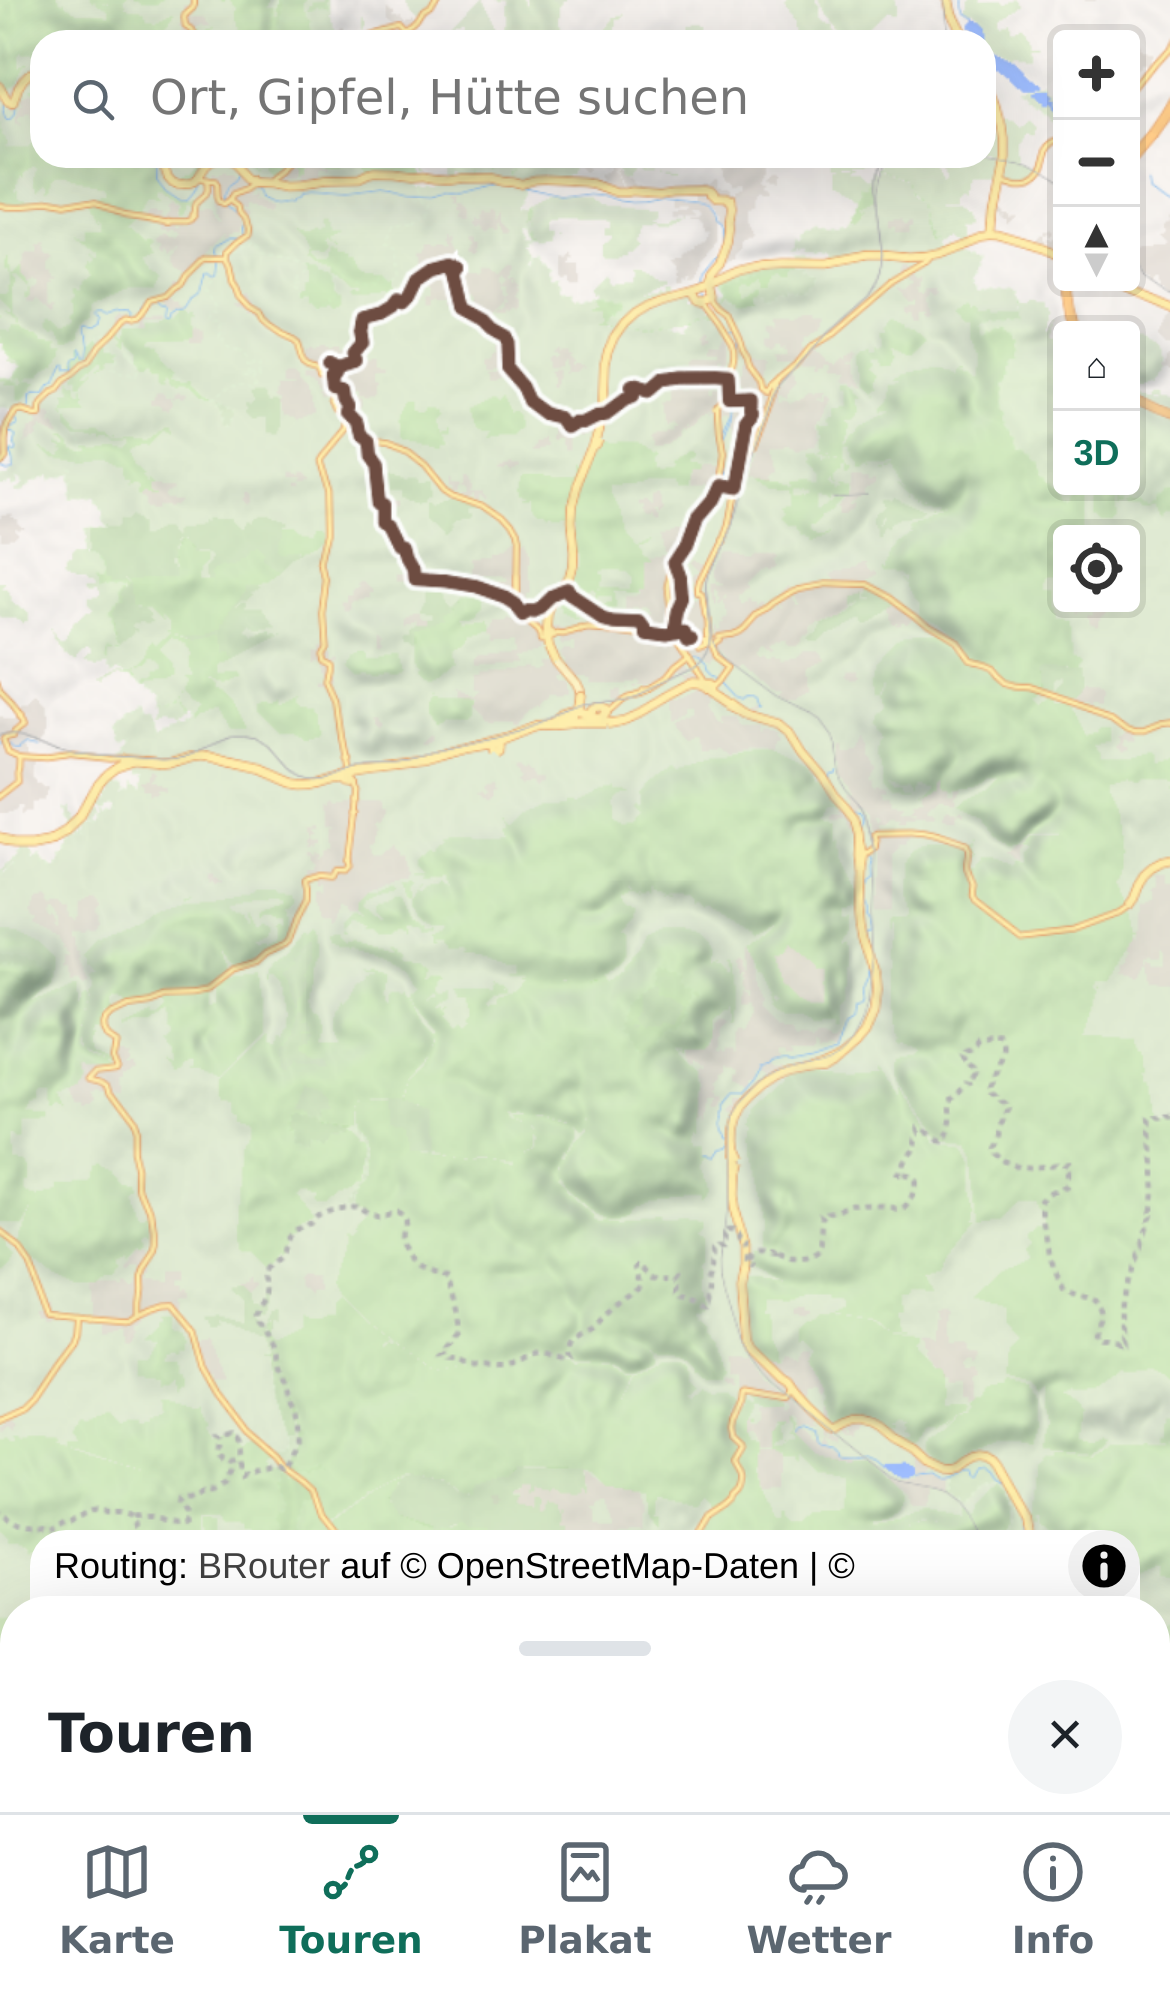 Ort, Gipfel, Hütte suchen
3D
Routing: BRouter auf © OpenStreetMap-Daten | ©
Touren
Karte
Touren
Plakat
Wetter
Info